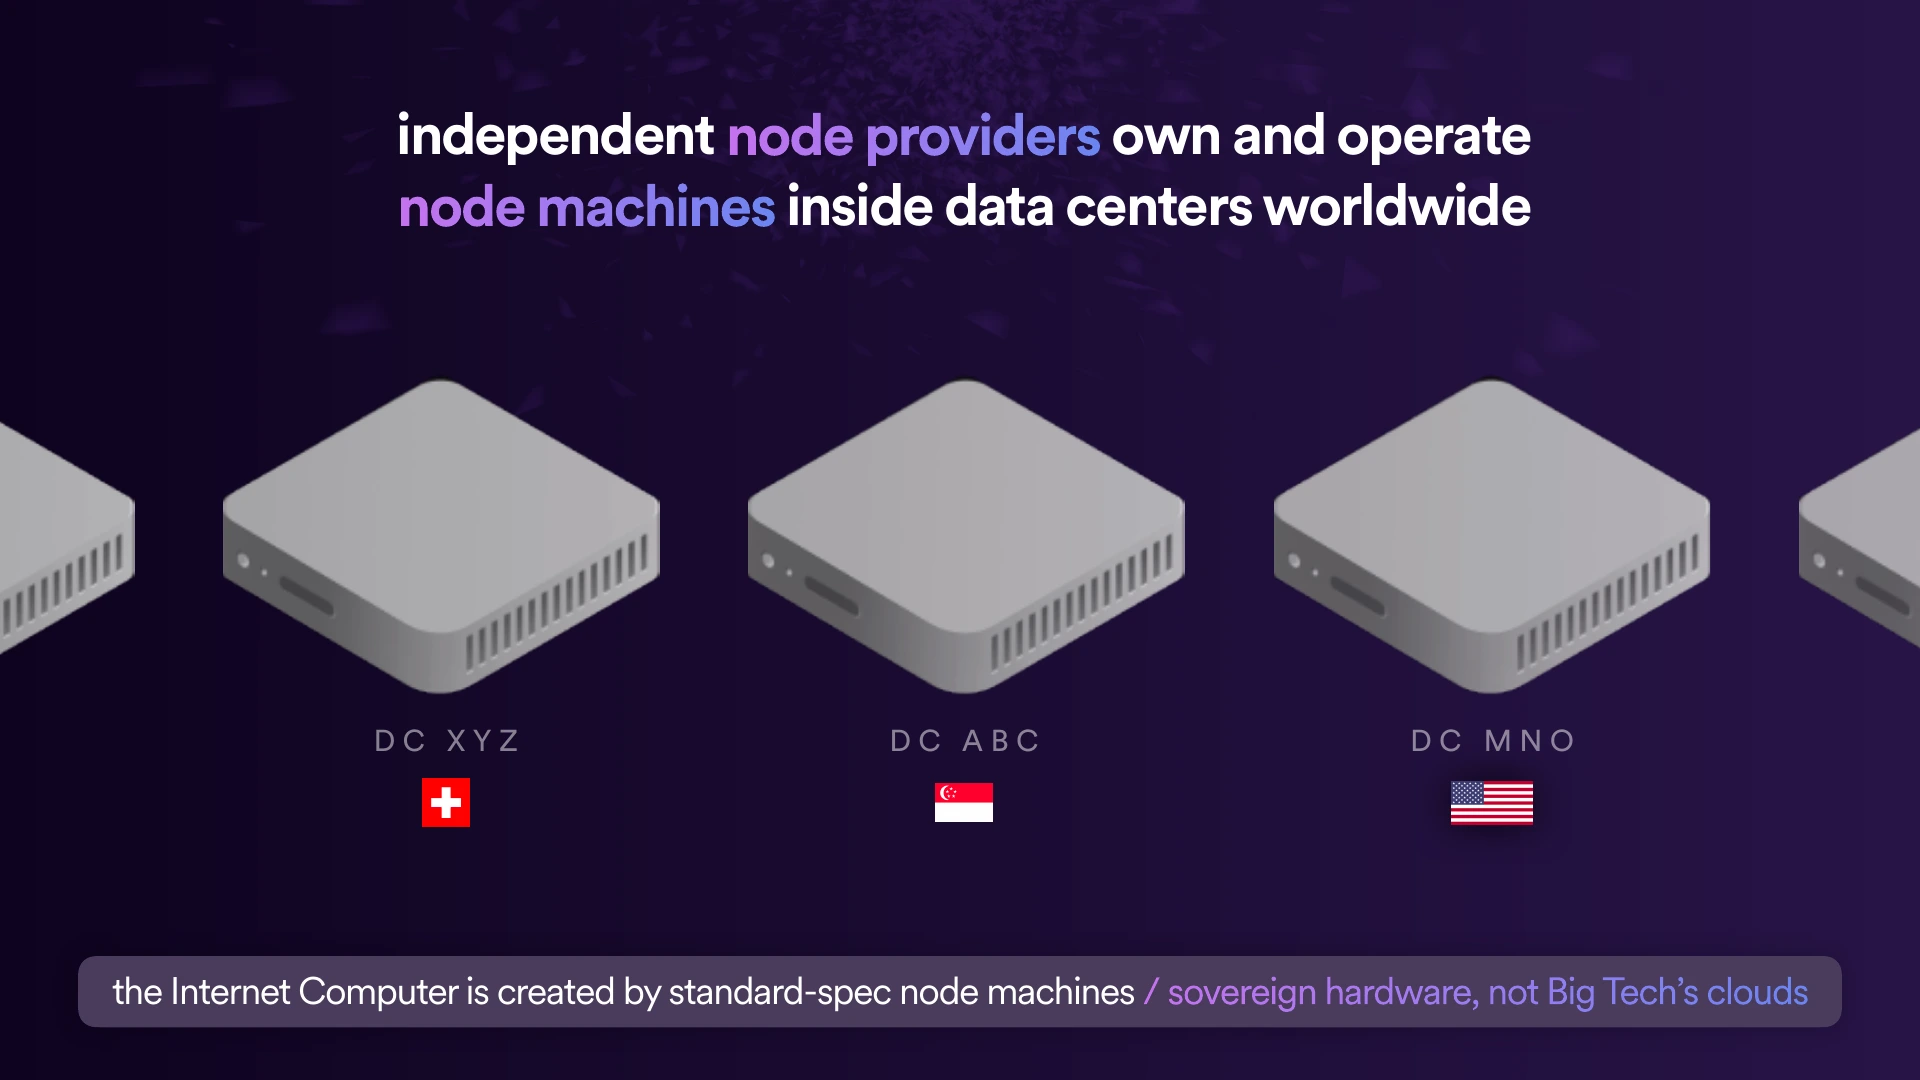 independent node providers own and operate
node machines inside data centers worldwide
DC XYZ
DC ABC
DC MNO
the Internet Computer is created by standard-spec node machines / sovereign hardware, not Big Tech’s clouds